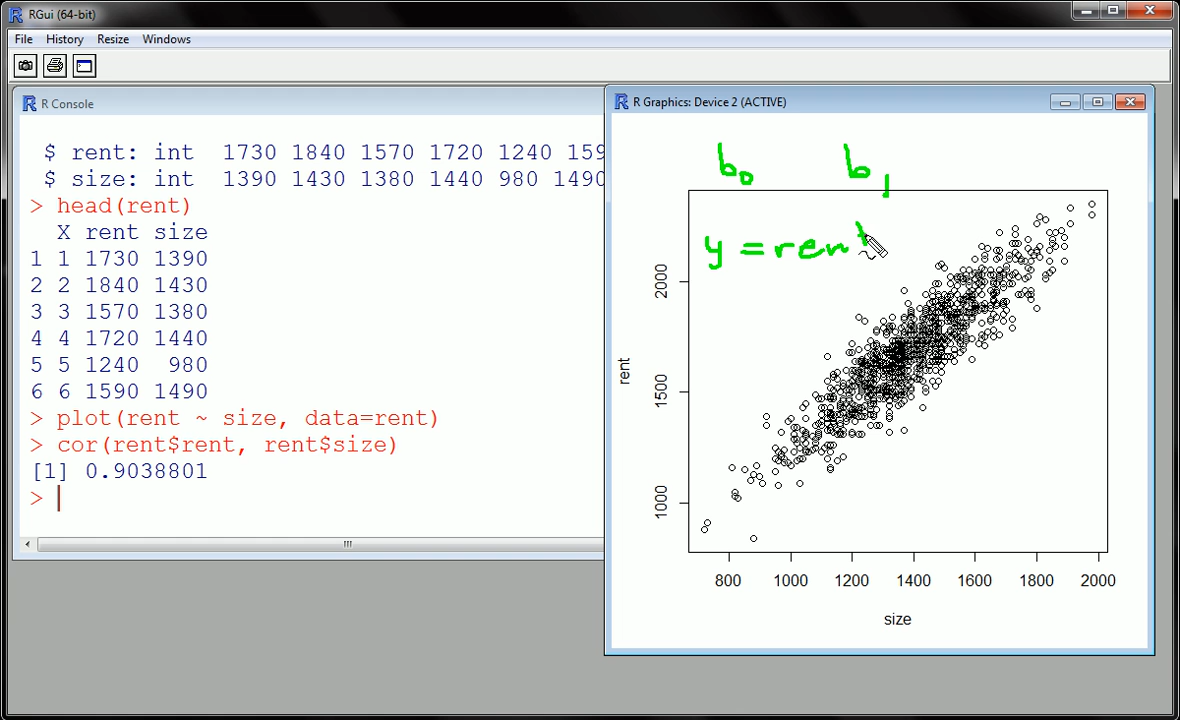 RGui (64-bit)
File History Resize Windows
R Console
$ rent: int 1730 1840 1570 1720 1240 159
$ size: int 1390 1430 1380 1440 980 1490
> head(rent)
X rent size
1 1 1730 1390
2 2 1840 1430
3 3 1570 1380
4 4 1720 1440
5 5 1240 980
6 6 1590 1490
> plot(rent ~ size, data=rent)
> cor(rent$rent, rent$size)
[1] 0.9038801
>
R Graphics: Device 2 (ACTIVE)
b0 b1
y = rent
2000
1500
1000
rent
800 1000 1200 1400 1600 1800 2000
size